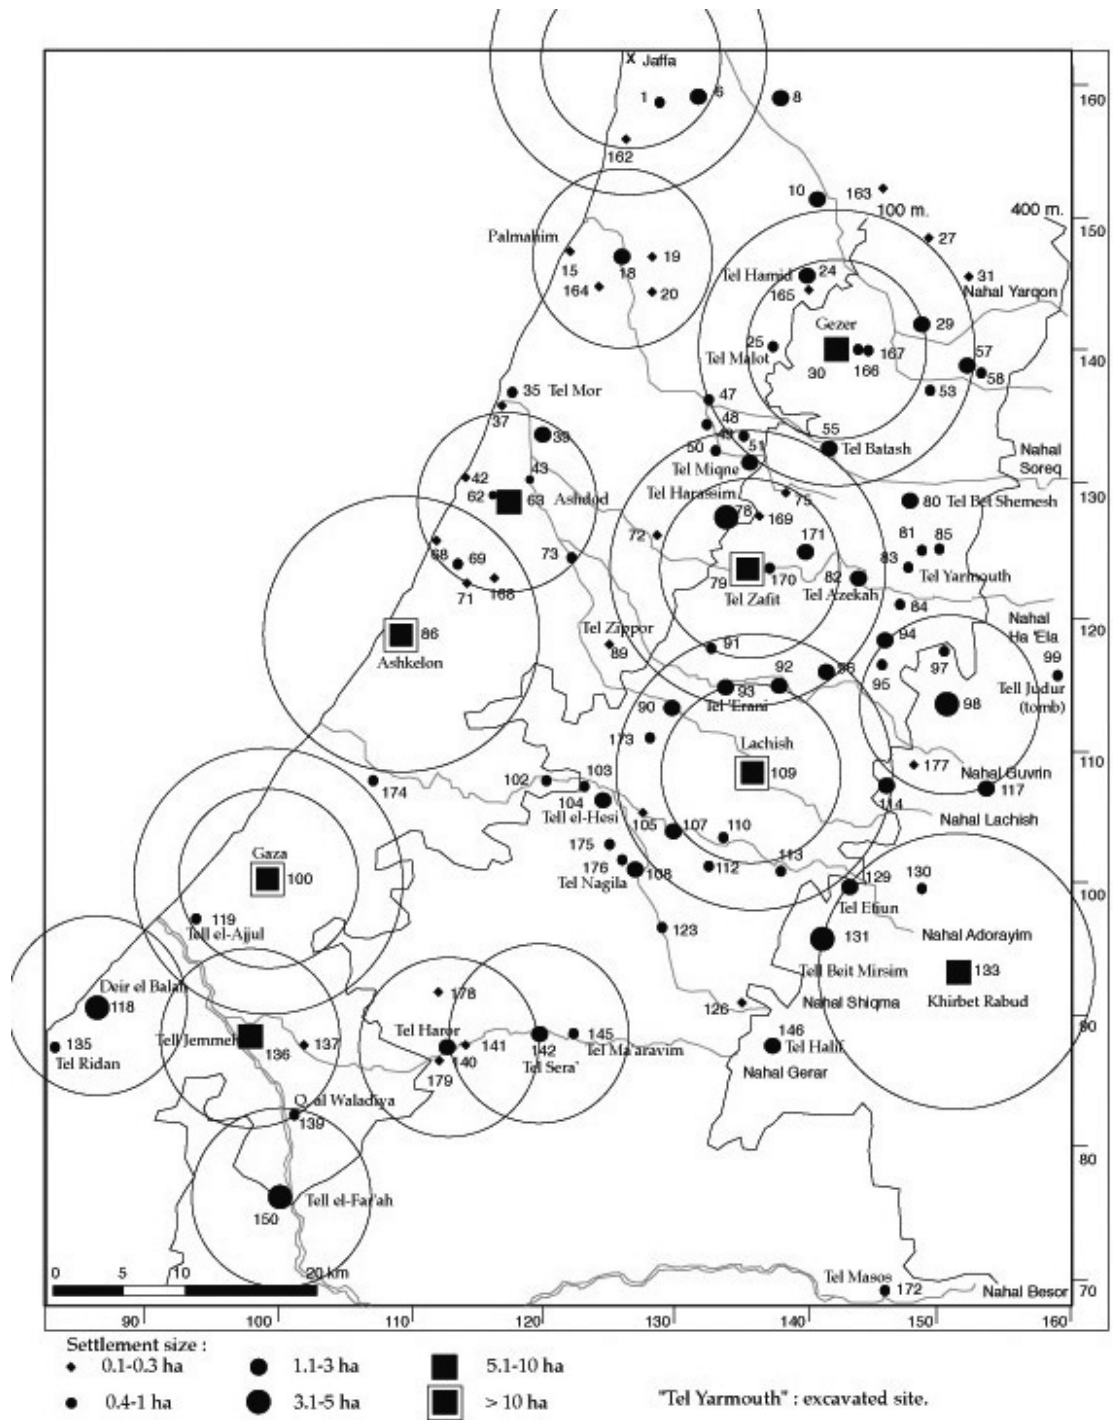 x Jaffa
160
1
6
8
162
10
163
100 m.
400 m.
150
Palmahim
27
15
18
19
Tel Hamid
24
31
164
20
165
Nahal Yarqon
Gezer
29
25
Tel Malot
167
57
140
30
166
58
35
Tel Mor
47
53
37
48
55
39
49
51
Tel Batash
50
Nahal
Soreq
Tel Miqne
42
43
Tel Harassim
130
62
63
Ashdod
78
75
80
Tel Bet Shemesh
169
72
171
81
85
68
69
73
83
79
170
82
Tel Yarmouth
71
168
Tel Zafit
Tel Azekah
84
120
Nahal
Ha 'Ela
86
Tel Zippor
91
94
Ashkelon
89
92
95
97
99
93
Tell Judur
(tomb)
Tel 'Erani
98
90
Lachish
110
173
109
177
Nahal Guvrin
174
102
103
114
117
104
Tell el-Hesi
105
107
110
Nahal Lachish
Gaza
175
113
100
176
112
129
130
100
Tel Nagila
108
Tel Etiun
119
Tell el-Ajjul
123
131
Nahal Adorayim
Deir el Balah
Tell Beit Mirsim
133
118
178
126
Nahal Shiqma
Khirbet Rabud
90
Tell Jemmeh
Tel Haror
146
135
137
141
145
Tel Halif
Tel Ridan
136
140
142
Tel Ma'aravim
179
Tel Sera'
Nahal Gerar
Q. al Waladiya
139
80
Tell el-Far'ah
150
0 5 10 20 km
Tel Masos
70
172
Nahal Besor
90 100 110 120 130 140 150 160
Settlement size :
0.1-0.3 ha 1.1-3 ha 5.1-10 ha
0.4-1 ha 3.1-5 ha > 10 ha
"Tel Yarmouth" : excavated site.